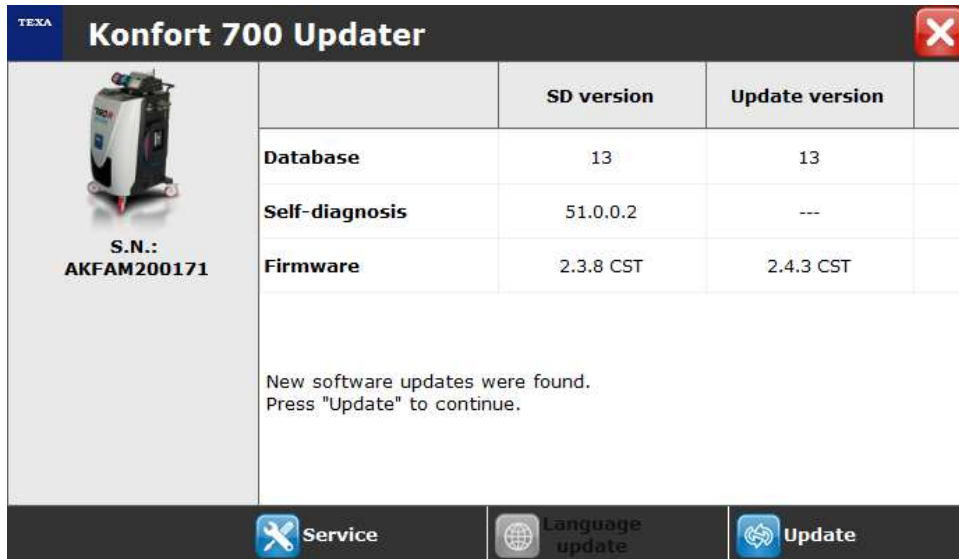 TEXA
Konfort 700 Updater
SD version
Update version
Database
13
13
Self-diagnosis
51.0.0.2
---
S.N.:
AKFAM200171
Firmware
2.3.8 CST
2.4.3 CST
New software updates were found.
Press "Update" to continue.
Service
Language
update
Update